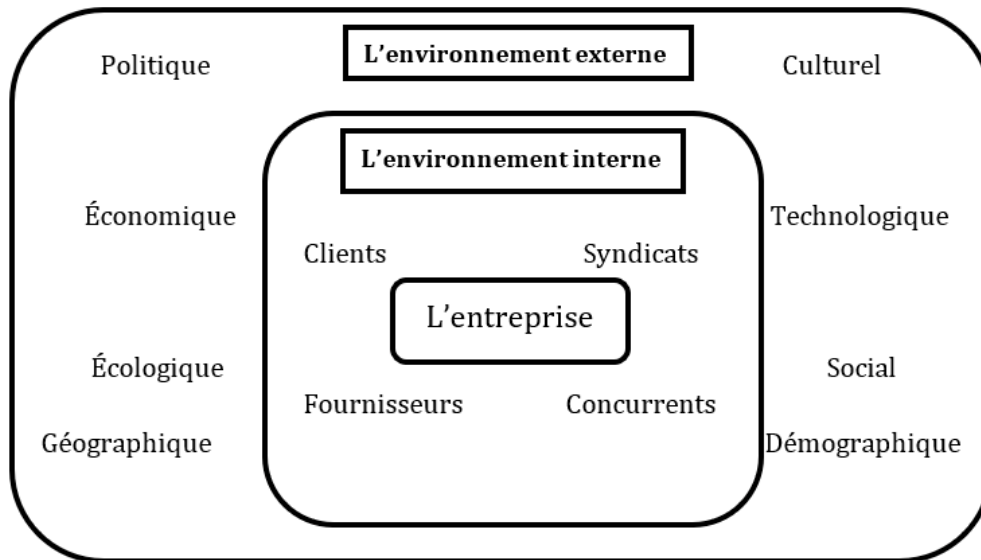 L’environnement externe
Politique
Culturel
L’environnement interne
Économique
Technologique
Clients
Syndicats
L’entreprise
Écologique
Social
Fournisseurs
Concurrents
Géographique
Démographique